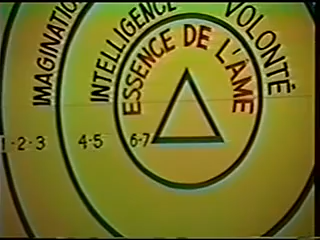 IMAGINATIO
INTELLIGENCE
VOLONTÉ
ESSENCE DE L'ÂME
1-2-3
4-5
6-7